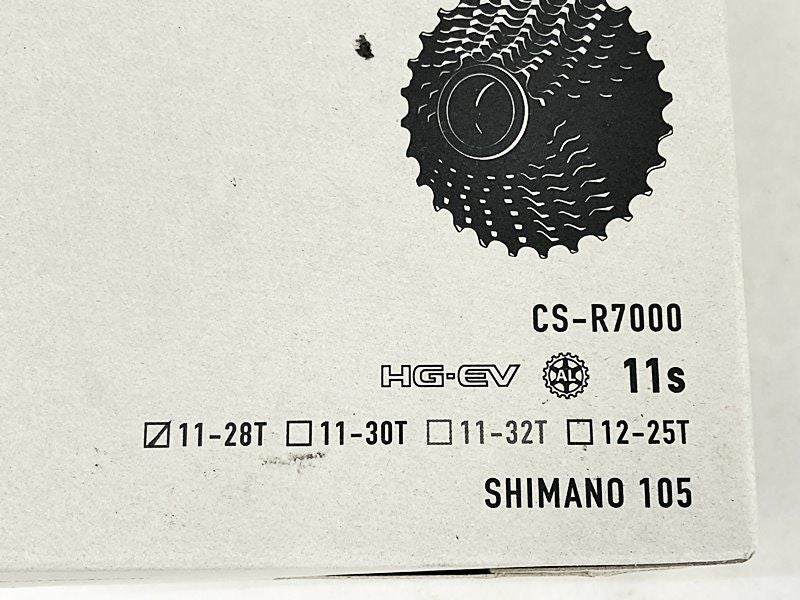 CS-R7000
HG-EV AL 11s
☑11-28T ☐11-30T ☐11-32T ☐12-25T
SHIMANO 105